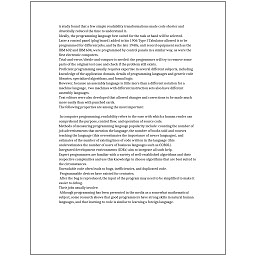 A study found that a few simple readability transformations made code shorter and
drastically reduced the time to understand it.
Ideally, the programming language best suited for the task at hand will be selected.
Later a control panel (plug board) added to his 1906 Type I Tabulator allowed it to be
programmed for different jobs, and by the late 1940s, unit record equipment such as the
IBM 602 and IBM 604, were programmed by control panels in a similar way, as were the
first electronic computers.
Trial-and-error/divide-and-conquer is needed: the programmer will try to remove some
parts of the original test case and check if the problem still exists.
Proficient programming usually requires expertise in several different subjects, including
knowledge of the application domain, details of programming languages and generic code
libraries, specialized algorithms, and formal logic.
However, because an assembly language is little more than a different notation for a
machine language, two machines with different instruction sets also have different
assembly languages.
Text editors were also developed that allowed changes and corrections to be made much
more easily than with punched cards.
The following properties are among the most important:

In computer programming, readability refers to the ease with which a human reader can
comprehend the purpose, control flow, and operation of source code.
Methods of measuring programming language popularity include: counting the number of
job advertisements that mention the language, the number of books sold and courses
teaching the language (this overestimates the importance of newer languages), and
estimates of the number of existing lines of code written in the language (this
underestimates the number of users of business languages such as COBOL).
Integrated development environments (IDEs) aim to integrate all such help.
Expert programmers are familiar with a variety of well-established algorithms and their
respective complexities and use this knowledge to choose algorithms that are best suited to
the circumstances.
Unreadable code often leads to bugs, inefficiencies, and duplicated code.
Programmable devices have existed for centuries.
After the bug is reproduced, the input of the program may need to be simplified to make it
easier to debug.
Their jobs usually involve:
Although programming has been presented in the media as a somewhat mathematical
subject, some research shows that good programmers have strong skills in natural human
languages, and that learning to code is similar to learning a foreign language.